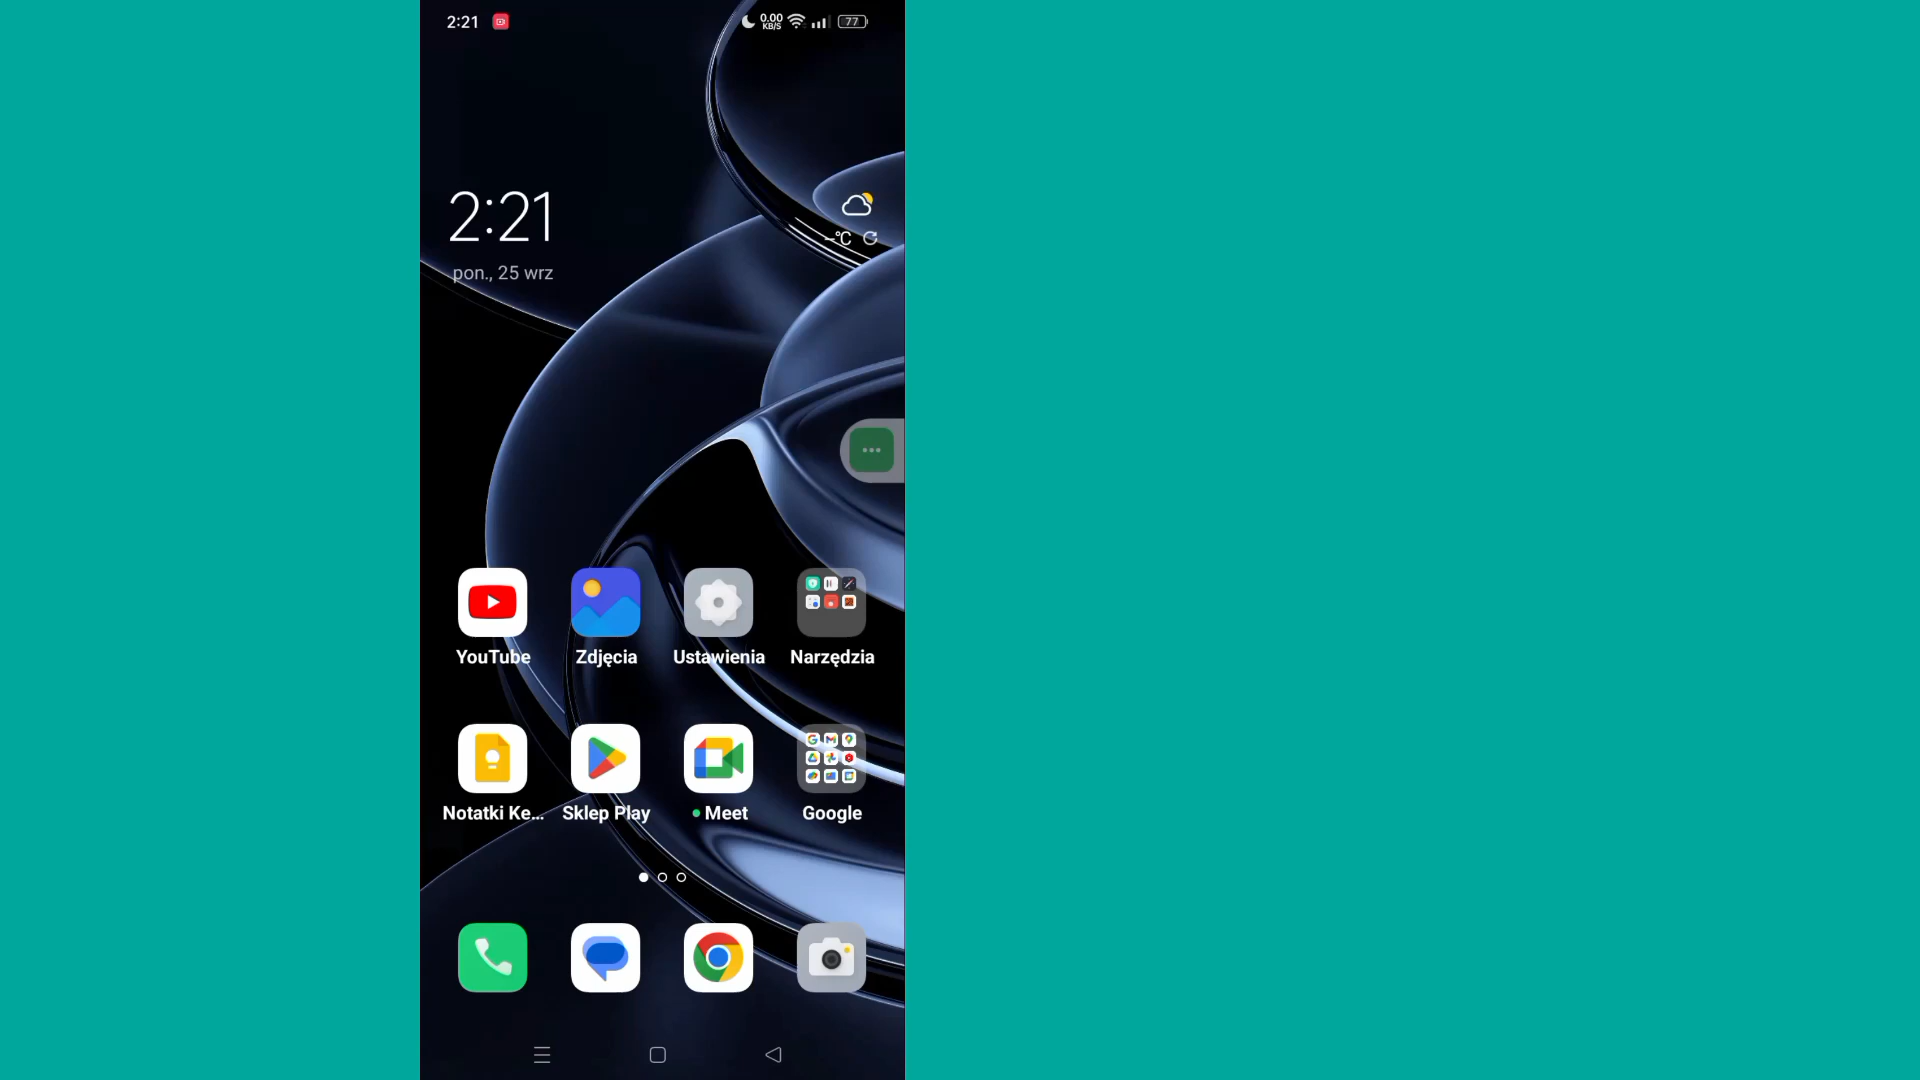 2:21
0.00
KB/S
77
2:21
--°C
pon., 25 wrz
YouTube
Zdjęcia
Ustawienia
Narzędzia
Notatki Ke...
Sklep Play
Meet
Google